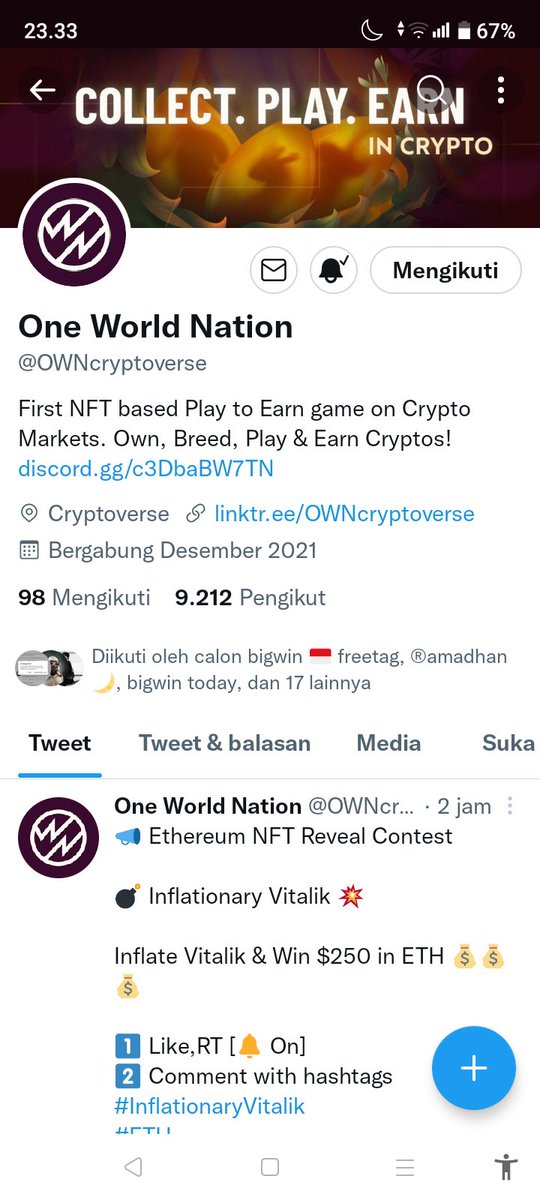 23.33
67%
COLLECT. PLAY. EARN
IN CRYPTO
Mengikuti
One World Nation
@OWNcryptoverse
First NFT based Play to Earn game on Crypto
Markets. Own, Breed, Play & Earn Cryptos!
discord.gg/c3DbaBW7TN
Cryptoverse linktr.ee/OWNcryptoverse
Bergabung Desember 2021
98 Mengikuti 9.212 Pengikut
Diikuti oleh calon bigwin 🇮🇩 freetag, ®amadhan
🌙, bigwin today, dan 17 lainnya
Tweet Tweet & balasan Media Suka
One World Nation @OWNcr... · 2 jam
📣 Ethereum NFT Reveal Contest
💣 Inflationary Vitalik 💥
Inflate Vitalik & Win $250 in ETH 💰💰
💰
1️⃣ Like,RT [🔔 On]
2️⃣ Comment with hashtags
#InflationaryVitalik
#ETH